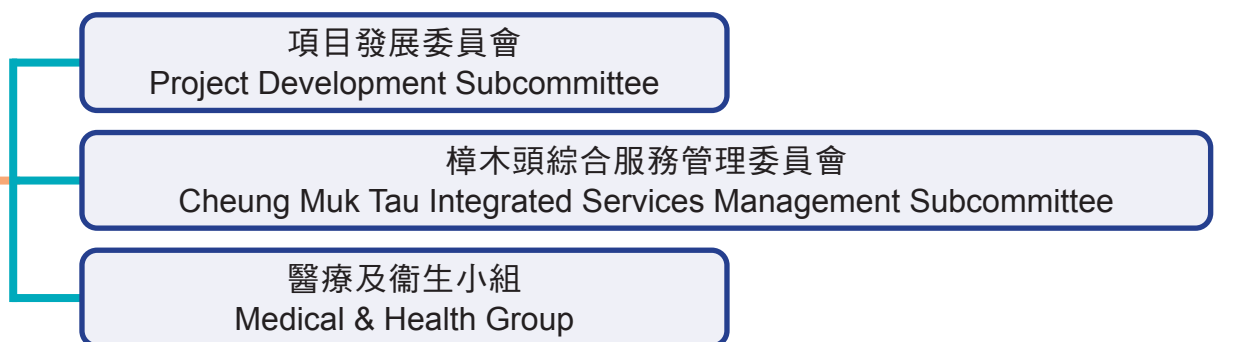 項目發展委員會
Project Development Subcommittee
樟木頭綜合服務管理委員會
Cheung Muk Tau Integrated Services Management Subcommittee
醫療及衞生小組
Medical & Health Group